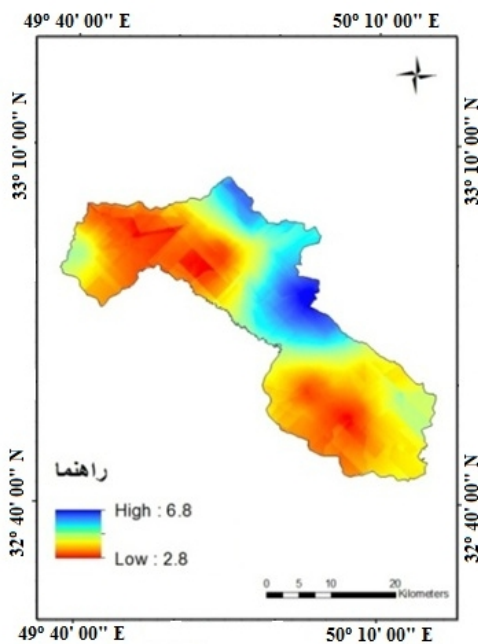 49° 40' 00" E
50° 10' 00" E
33° 10' 00" N
33° 10' 00" N
راهنما
High : 6.8
Low : 2.8
32° 40' 00" N
32° 40' 00" N
0 5 10 20
Kilometers
49° 40' 00" E
50° 10' 00" E